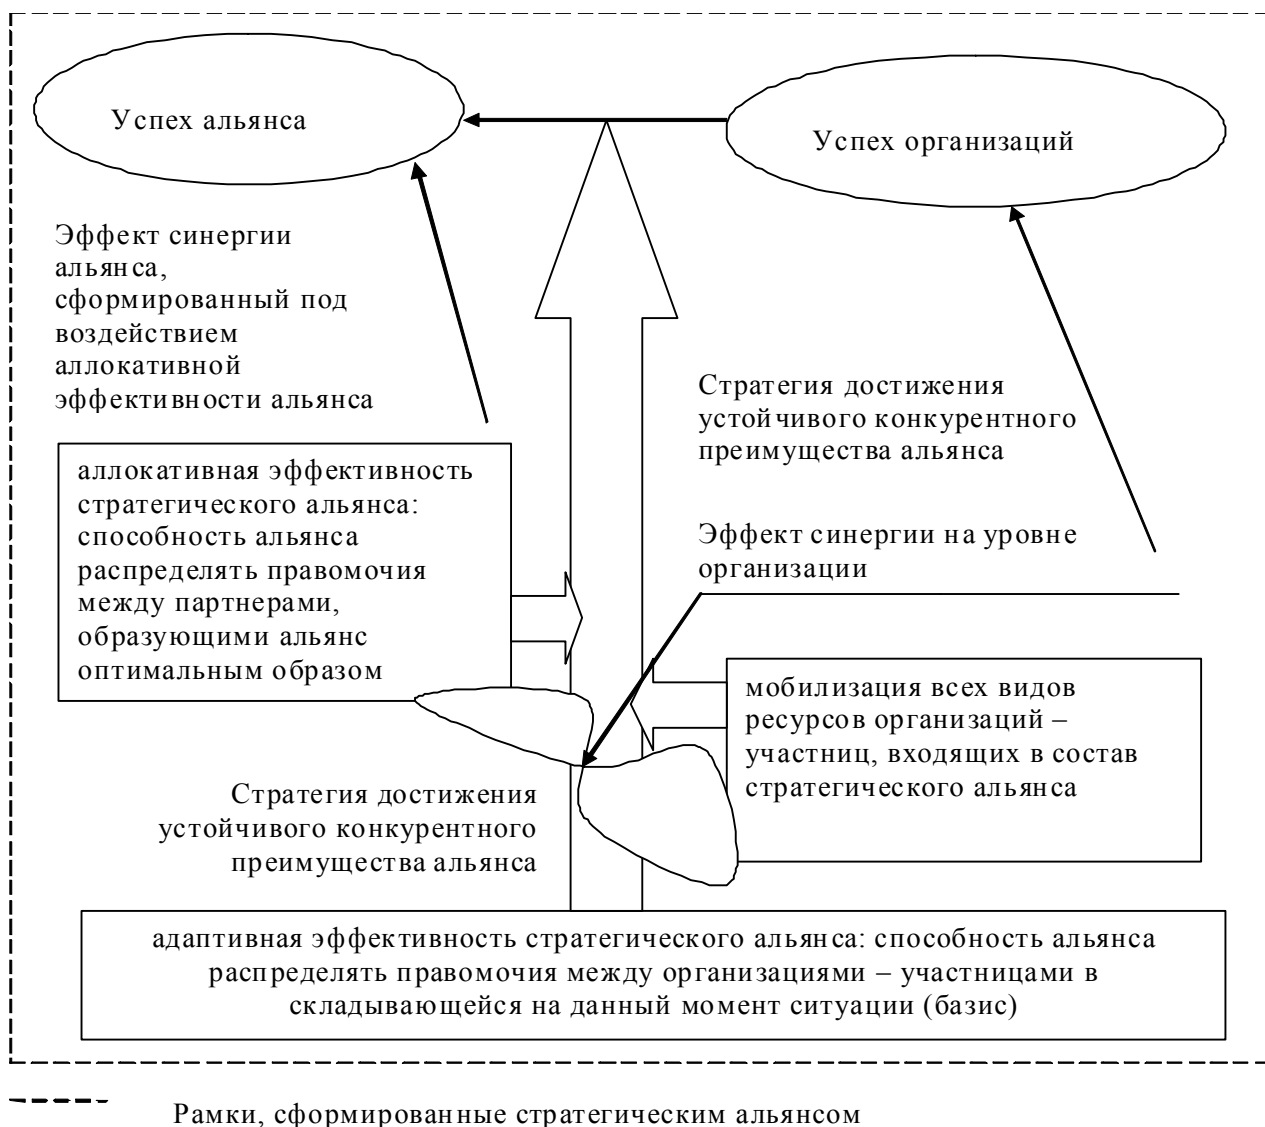 Успех альянса
Успех организаций
Эффект синергии
альянса,
сформированный под
воздействием
аллокативной
эффективности альянса
Стратегия достижения
устойчивого конкурентного
преимущества альянса
аллокативная эффективность
стратегического альянса:
способность альянса
распределять правомочия
между партнерами,
образующими альянс
оптимальным образом
Эффект синергии на уровне
организации
мобилизация всех видов
ресурсов организаций –
участниц, входящих в состав
стратегического альянса
Стратегия достижения
устойчивого конкурентного
преимущества альянса
адаптивная эффективность стратегического альянса: способность альянса
распределять правомочия между организациями – участницами в
складывающейся на данный момент ситуации (базис)
Рамки, сформированные стратегическим альянсом